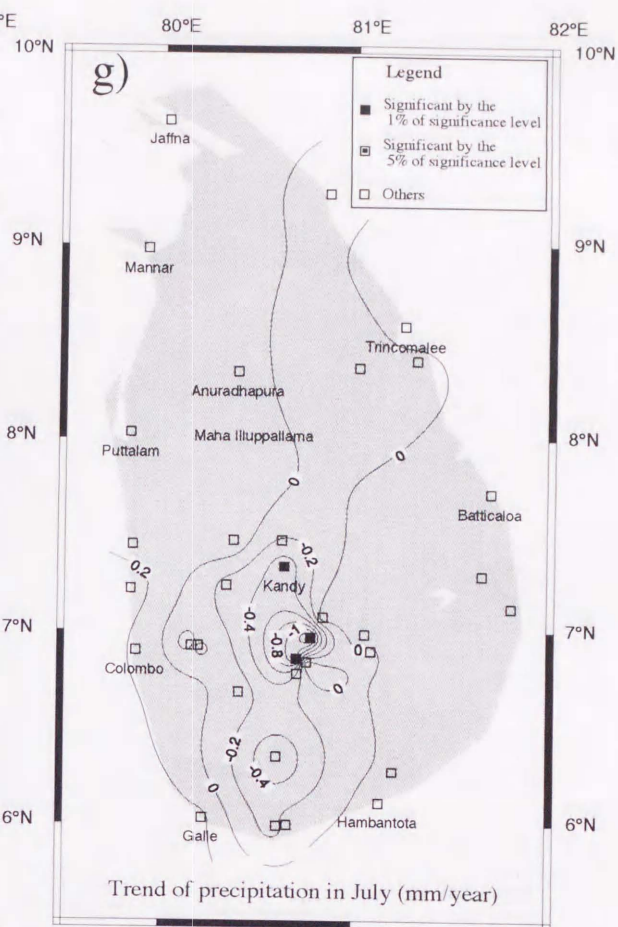 °E
80°E
81°E
82°E
10°N
10°N
g)
Legend
Significant by the
1% of significance level
Significant by the
5% of significance level
Others
Jaffna
9°N
9°N
Mannar
Trincomalee
Anuradhapura
8°N
8°N
Maha Illuppallama
Puttalam
0
0
Batticaloa
0.2
-0.2
Kandy
-0.4
7°N
7°N
-1
-0.8
0
Colombo
0
-0.2
-0.4
0
6°N
6°N
Galle
Hambantota
Trend of precipitation in July (mm/year)